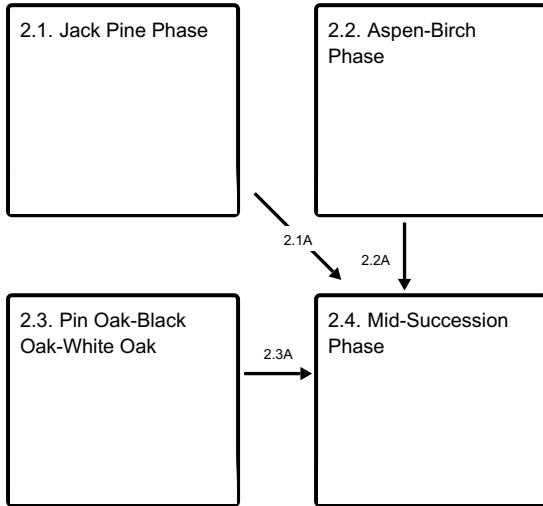 2.1. Jack Pine Phase
2.2. Aspen-Birch
Phase
2.1A
2.2A
2.3. Pin Oak-Black
Oak-White Oak
2.3A
2.4. Mid-Succession
Phase